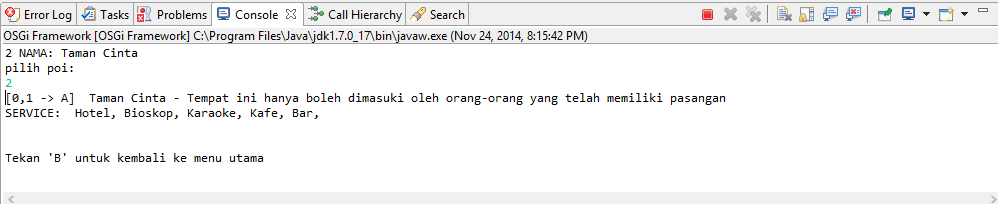 Error Log Tasks Problems Console Call Hierarchy Search
OSGi Framework [OSGi Framework] C:\Program Files\Java\jdk1.7.0_17\bin\javaw.exe (Nov 24, 2014, 8:15:42 PM)
2 NAMA: Taman Cinta
pilih poi:
2
[0,1 -> A]  Taman Cinta - Tempat ini hanya boleh dimasuki oleh orang-orang yang telah memiliki pasangan
SERVICE:  Hotel, Bioskop, Karaoke, Kafe, Bar,
Tekan 'B' untuk kembali ke menu utama